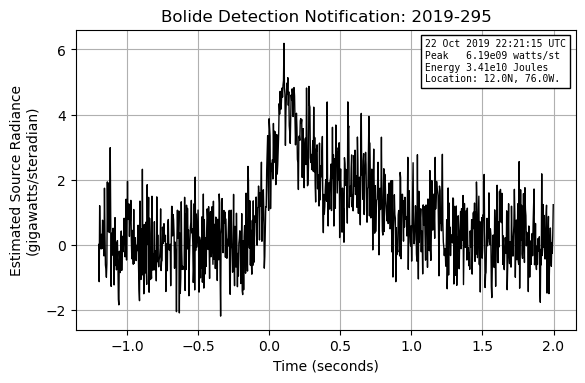 Bolide Detection Notification: 2019-295
22 Oct 2019 22:21:15 UTC
Peak   6.19e09 watts/st
Energy 3.41e10 Joules
Location: 12.0N, 76.0W.
Estimated Source Radiance
(gigawatts/steradian)
6
4
2
0
−2
−1.0 −0.5 0.0 0.5 1.0 1.5 2.0
Time (seconds)